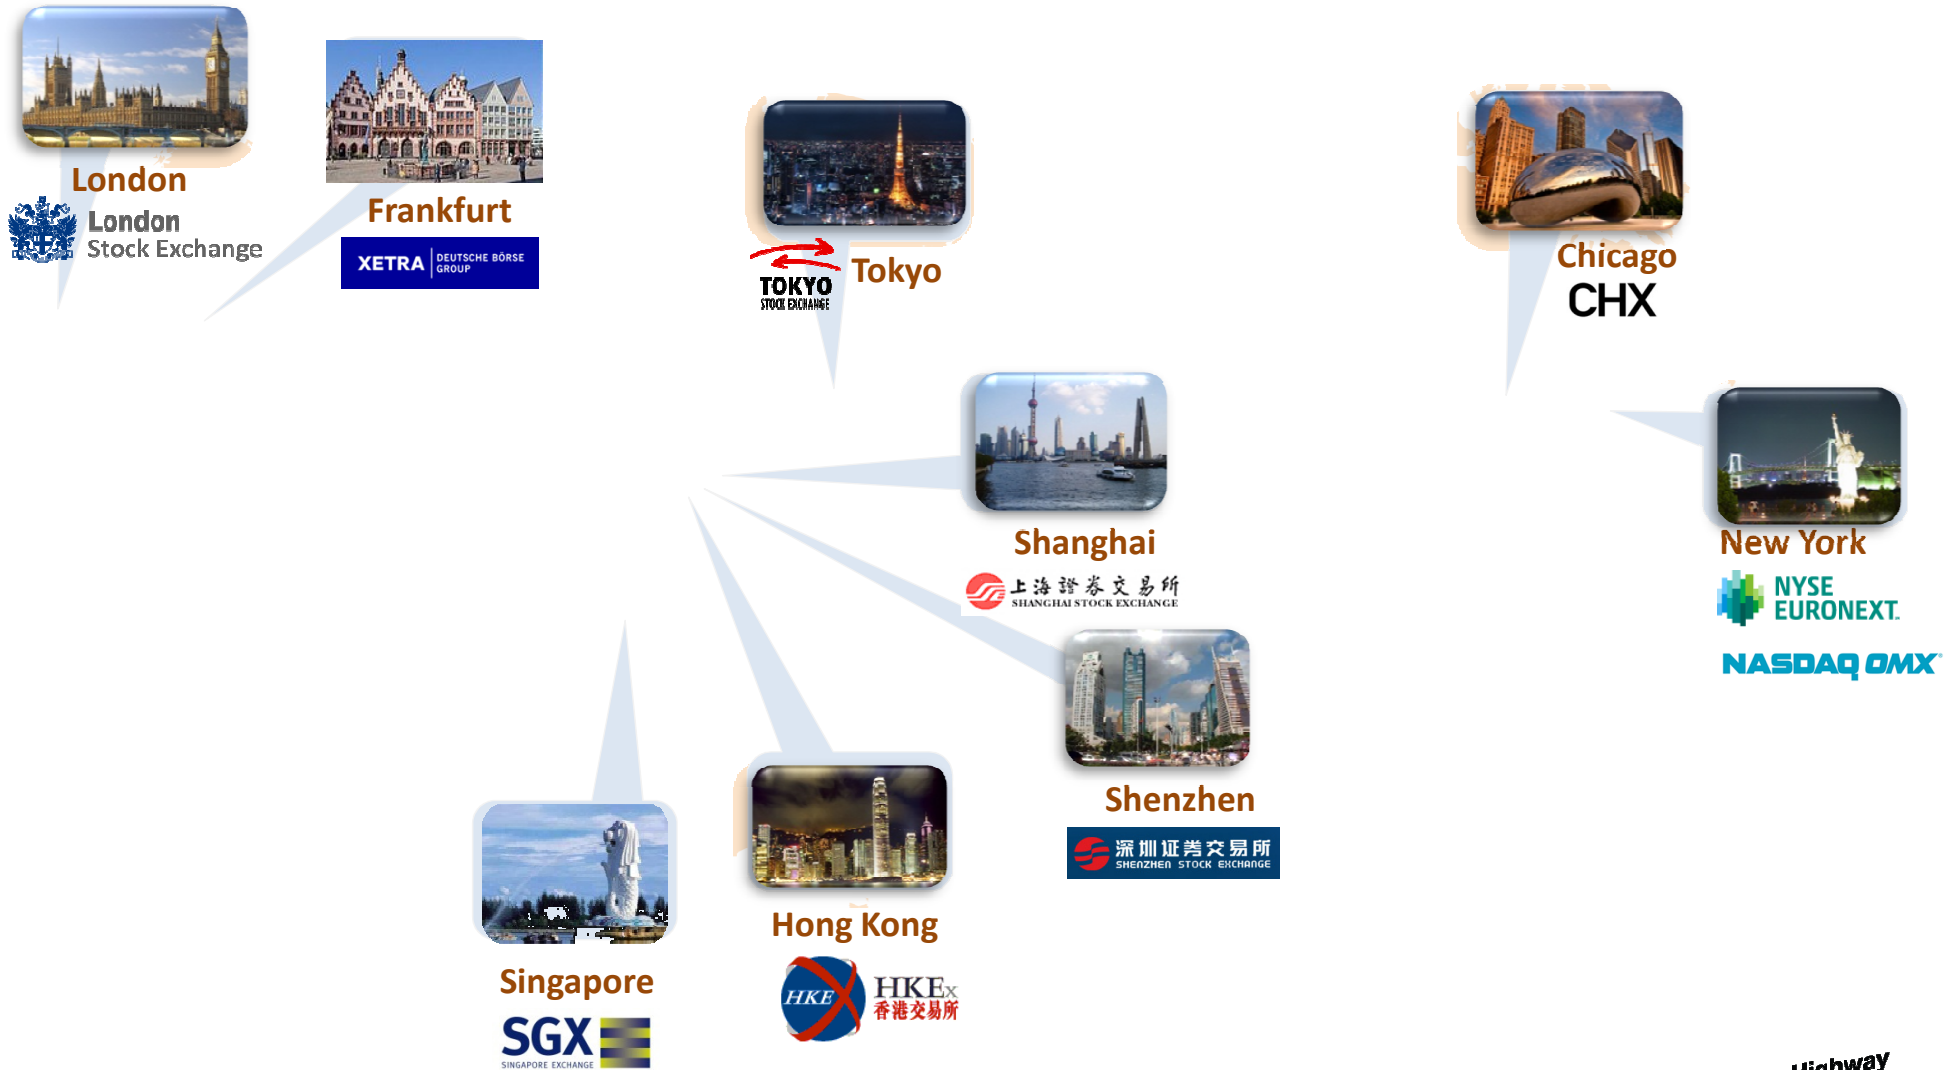 London
London
Stock Exchange
Frankfurt
XETRA
DEUTSCHE BÖRSE
GROUP
Tokyo
TOKYO
STOCK EXCHANGE
Chicago
CHX
Shanghai
上海證券交易所
SHANGHAI STOCK EXCHANGE
New York
NYSE
EURONEXT.
NASDAQ OMX
Shenzhen
深圳证券交易所
SHENZHEN STOCK EXCHANGE
Hong Kong
HKE
HKEx
香港交易所
Singapore
SGX
SINGAPORE EXCHANGE
Highway